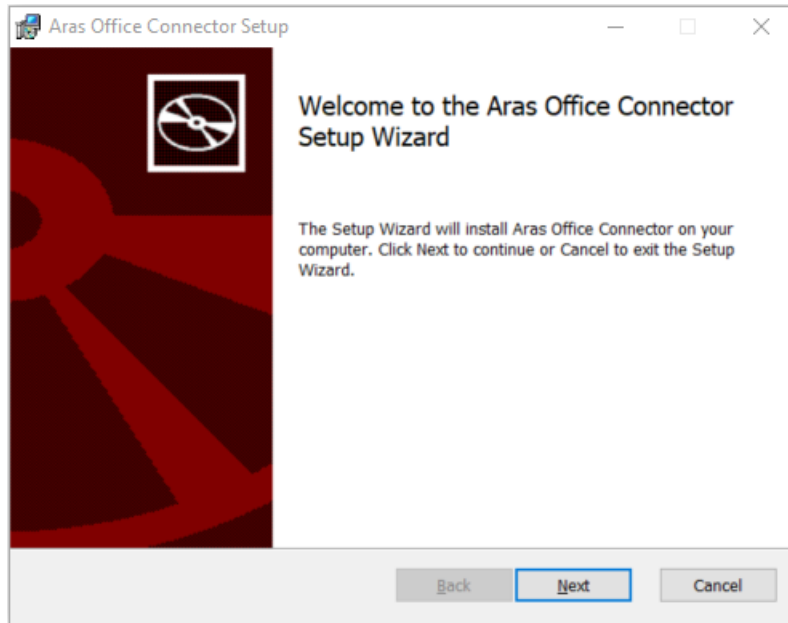 Aras Office Connector Setup
Welcome to the Aras Office Connector
Setup Wizard
The Setup Wizard will install Aras Office Connector on your
computer. Click Next to continue or Cancel to exit the Setup
Wizard.
Back Next Cancel